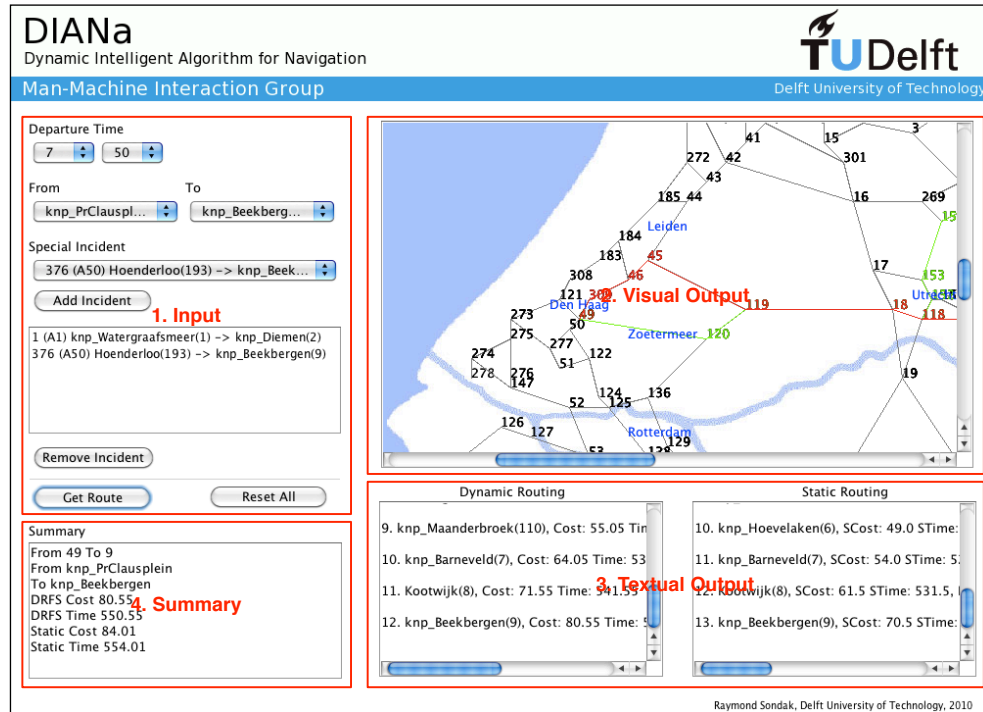 DIANa
Dynamic Intelligent Algorithm for Navigation
TUDelft
Man-Machine Interaction Group
Delft University of Technology
Departure Time
7 50
From To
knp_PrClauspl... knp_Beekberg...
Special Incident
376 (A50) Hoenderloo(193) -> knp_Beek...
Add Incident
1. Input
1 (A1) knp_Watergraafsmeer(1) -> knp_Diemen(2)
376 (A50) Hoenderloo(193) -> knp_Beekbergen(9)
Remove Incident
Get Route Reset All
Summary
From 49 To 9
From knp_PrClausplein
To knp_Beekbergen
DRFS Cost 80.55
DRFS Time 550.55
Static Cost 84.01
Static Time 554.01
4. Summary
41 15 3
272 42 301
43
185 44 16 269
15
Leiden
184
183 45
308 46 17 153
121 309 2. Visual Output Utrecht
Den Haag 119 18
273 49 118
50
275 Zoetermeer 120
277
274 122
51
278 276 19
147 124 136
52 125
126
127 Rotterdam 129
53 128
Dynamic Routing
9. knp_Maanderbroek(110), Cost: 55.05 Tim
10. knp_Barneveld(7), Cost: 64.05 Time: 53
11. Kootwijk(8), Cost: 71.55 Time: 541.55
12. knp_Beekbergen(9), Cost: 80.55 Time: 5
3. Textual Output
Static Routing
10. knp_Hoevelaken(6), SCost: 49.0 STime:
11. knp_Barneveld(7), SCost: 54.0 STime: 5
12. Kootwijk(8), SCost: 61.5 STime: 531.5,
13. knp_Beekbergen(9), SCost: 70.5 STime:
Raymond Sondak, Delft University of Technology, 2010